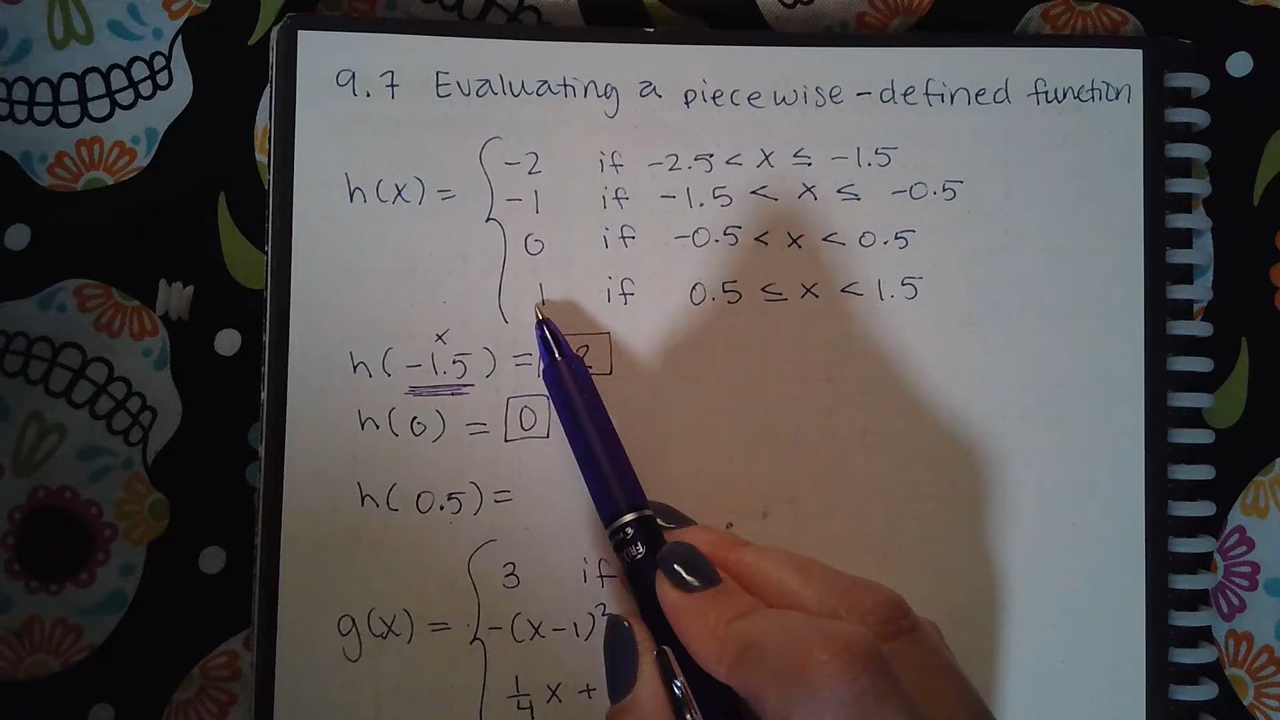 9.7 Evaluating a piecewise-defined function
h(x) = { -2 if -2.5 < x ≤ -1.5
-1 if -1.5 < x ≤ -0.5
0 if -0.5 < x < 0.5
1 if 0.5 ≤ x < 1.5
x
h(-1.5) = 2
h(0) = 0
h(0.5) =
g(x) = { 3 if
-(x-1)²
1/4 x +